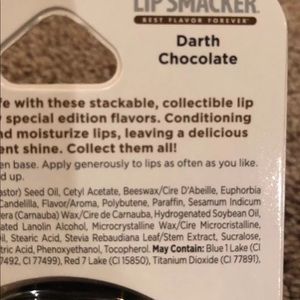 LIP SMACKER
BEST FLAVOR FOREVER
Darth
Chocolate
fe with these stackable, collectible lip
special edition flavors. Conditioning
nd moisturize lips, leaving a delicious
ent shine. Collect them all!
en base. Apply generously to lips as often as you like.
d up.
astor) Seed Oil, Cetyl Acetate, Beeswax/Cire D'Abeille, Euphorbia
Candelilla, Flavor/Aroma, Polybutene, Paraffin, Sesamum Indicum
era (Carnauba) Wax/Cire de Carnauba, Hydrogenated Soybean Oil,
lated Lanolin Alcohol, Microcrystalline Wax/Cire Microcristalline,
Oil, Stearic Acid, Stevia Rebaudiana Leaf/Stem Extract, Sucralose,
tric Acid, Phenoxyethanol, Tocopherol. May Contain: Blue 1 Lake (CI
77492, CI 77499), Red 7 Lake (CI 15850), Titanium Dioxide (CI 77891).